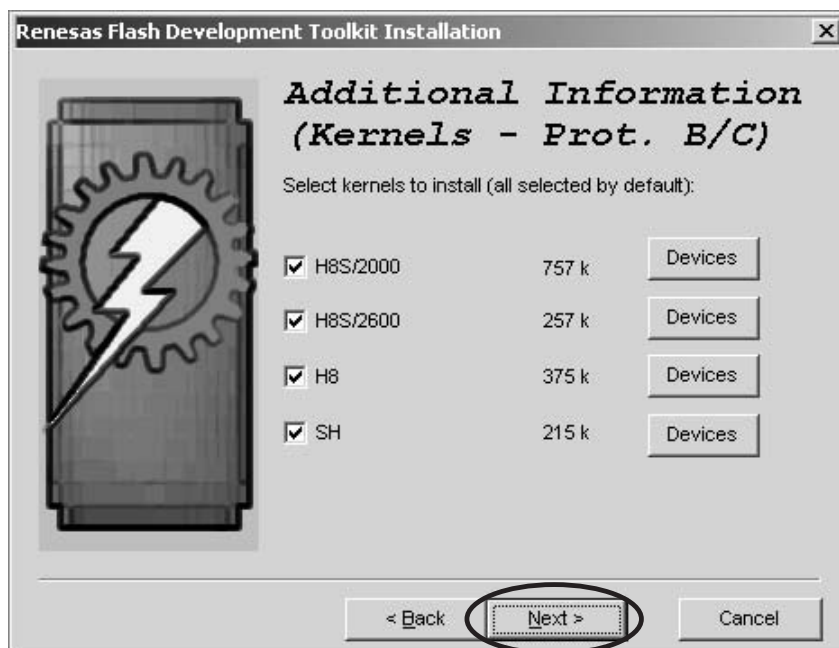 Renesas Flash Development Toolkit Installation
Additional Information
(Kernels - Prot. B/C)
Select kernels to install (all selected by default):
H8S/2000 757 k Devices
H8S/2600 257 k Devices
H8 375 k Devices
SH 215 k Devices
< Back Next > Cancel